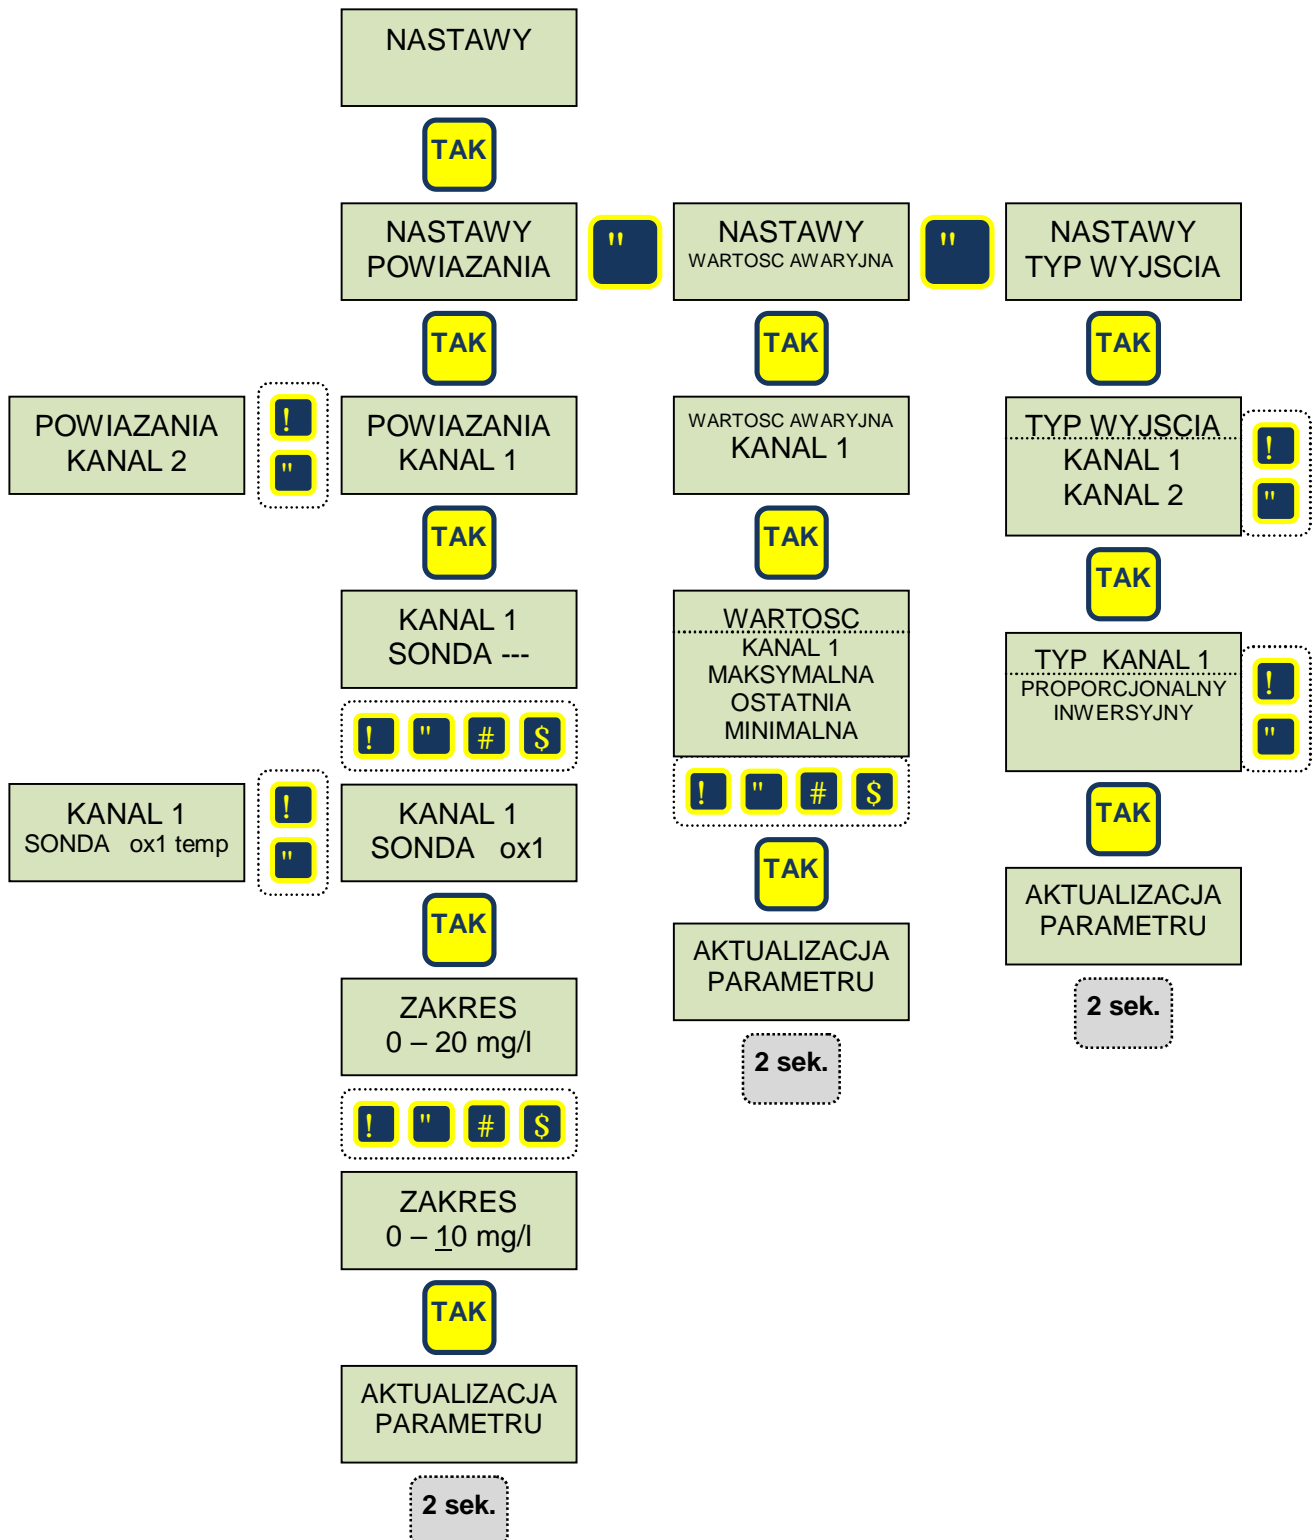 NASTAWY
TAK
NASTAWY
POWIAZANIA
"
NASTAWY
WARTOSC AWARYJNA
"
NASTAWY
TYP WYJSCIA
TAK
TAK
TAK
POWIAZANIA
KANAL 2
!
"
POWIAZANIA
KANAL 1
WARTOSC AWARYJNA
KANAL 1
TYP WYJSCIA
KANAL 1
KANAL 2
!
"
TAK
TAK
TAK
KANAL 1
SONDA ---
WARTOSC
KANAL 1
MAKSYMALNA
OSTATNIA
MINIMALNA
TYP KANAL 1
PROPORCJONALNY
INWERSYJNY
!
"
! " # $
! " # $
KANAL 1
SONDA ox1 temp
!
"
KANAL 1
SONDA ox1
TAK
TAK
TAK
AKTUALIZACJA
PARAMETRU
AKTUALIZACJA
PARAMETRU
ZAKRES
0 – 20 mg/l
2 sek.
2 sek.
! " # $
ZAKRES
0 – 10 mg/l
TAK
AKTUALIZACJA
PARAMETRU
2 sek.